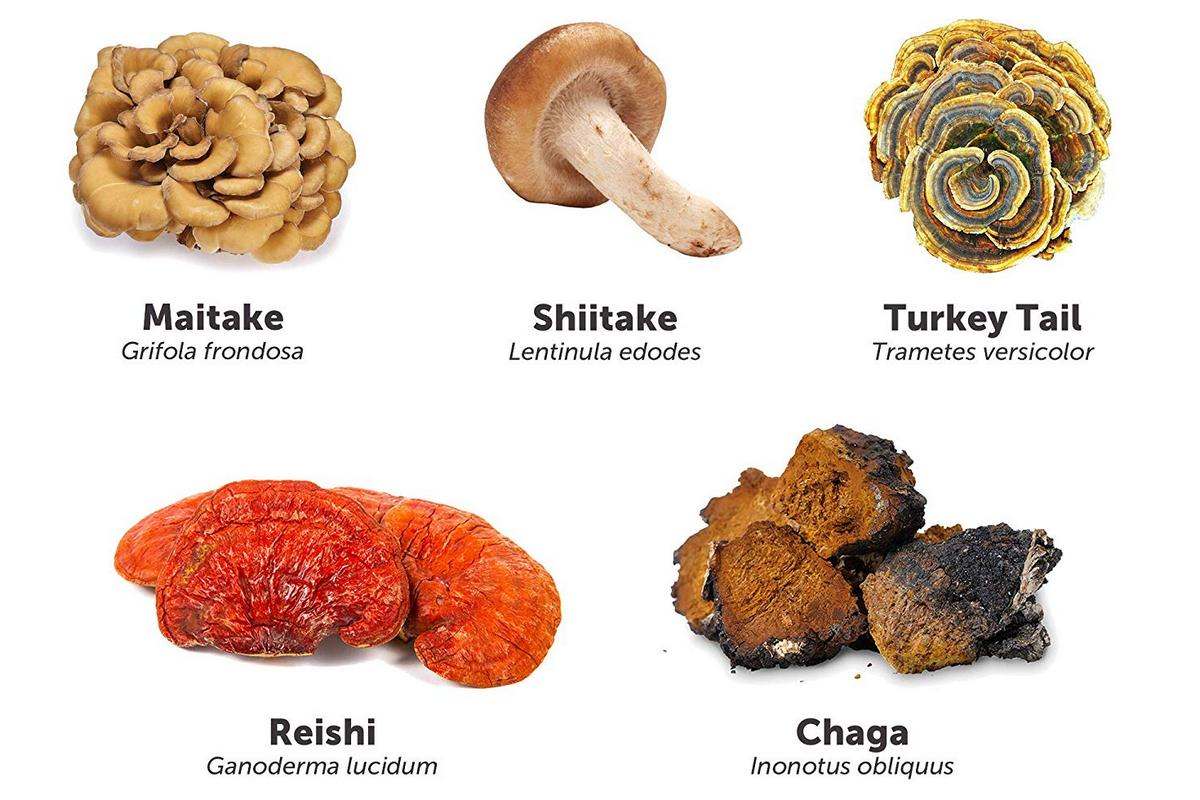 Maitake
Grifola frondosa
Shiitake
Lentinula edodes
Turkey Tail
Trametes versicolor
Reishi
Ganoderma lucidum
Chaga
Inonotus obliquus